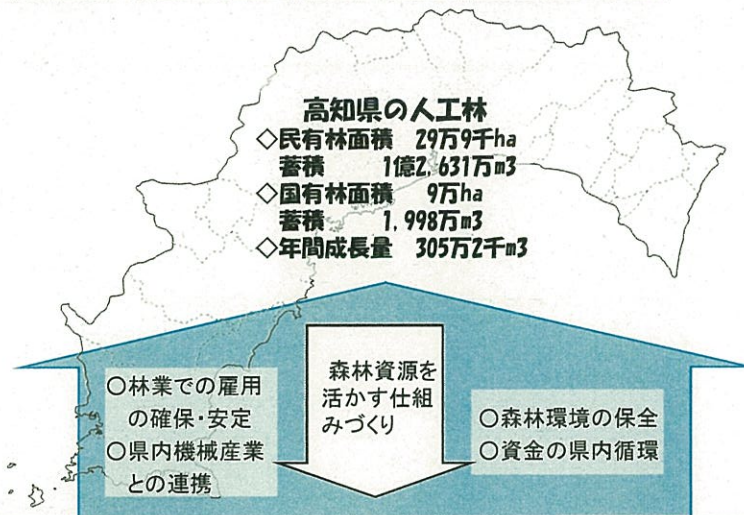 高知県の人工林
◇民有林面積 29万9千ha
蓄積 1億2,631万m3
◇国有林面積 9万ha
蓄積 1,998万m3
◇年間成長量 305万2千m3
○林業での雇用
の確保・安定
○県内機械産業
との連携
森林資源を
活かす仕組
みづくり
○森林環境の保全
○資金の県内循環